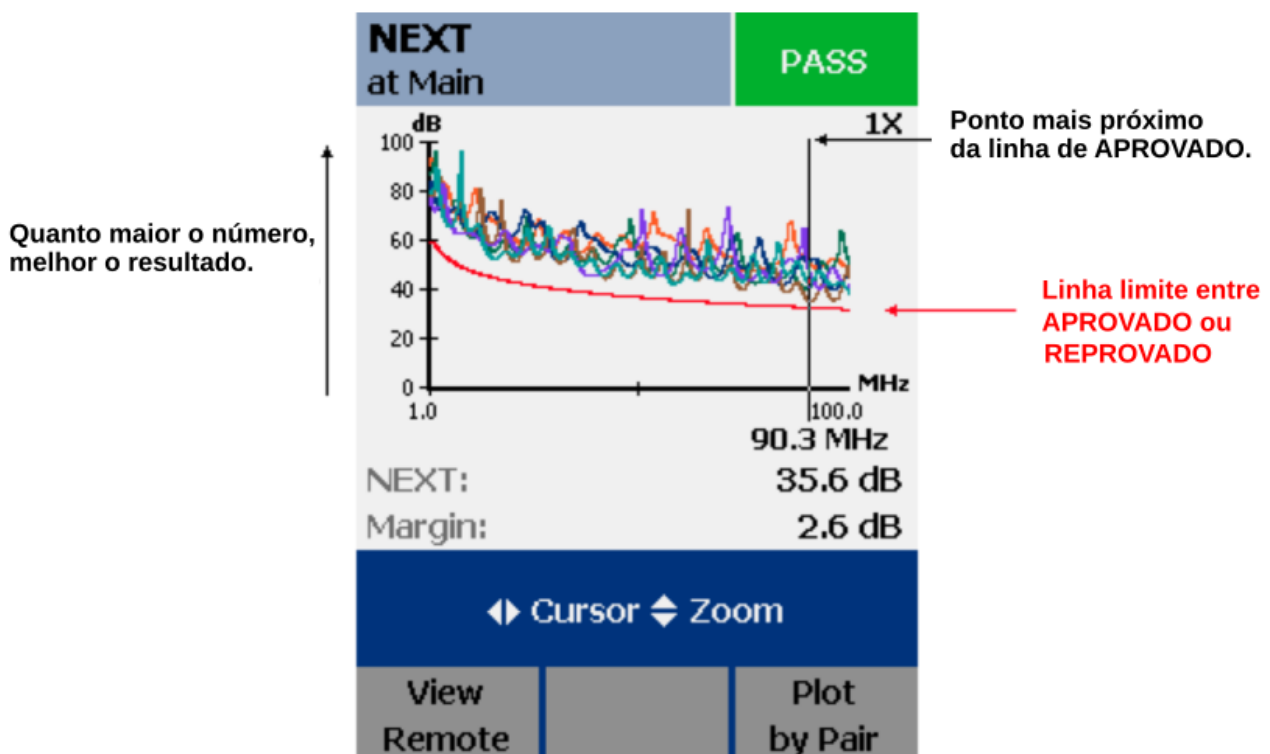 NEXT
at Main
PASS
dB
1X
100
80
60
40
20
0
MHz
1.0
100.0
90.3 MHz
NEXT:
35.6 dB
Margin:
2.6 dB
Cursor
Zoom
View
Remote
Plot
by Pair
Quanto maior o número,
melhor o resultado.
Ponto mais próximo
da linha de APROVADO.
Linha limite entre
APROVADO ou
REPROVADO